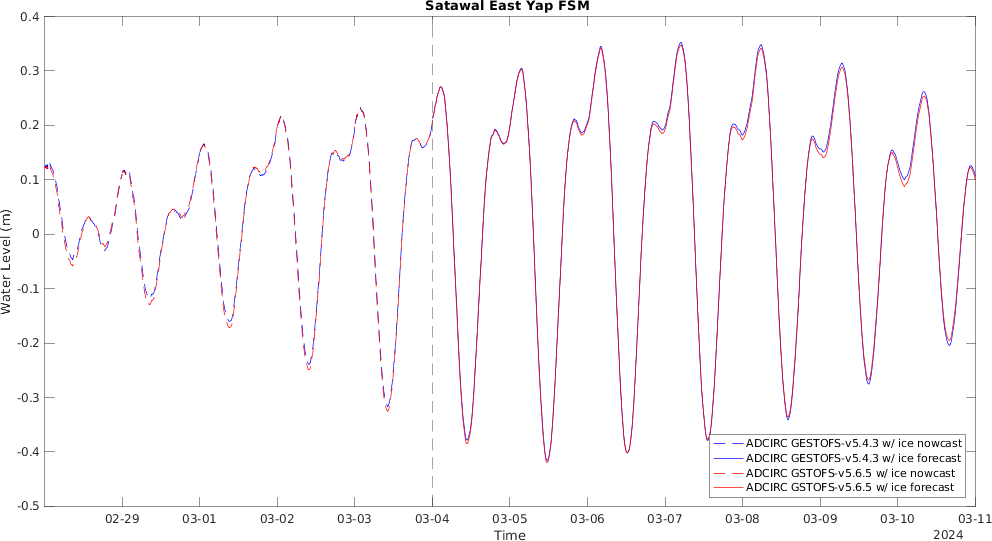 Satawal East Yap FSM
0.4
0.3
0.2
0.1
0
-0.1
-0.2
-0.3
-0.4
-0.5
Water Level (m)
ADCIRC GESTOFS-v5.4.3 w/ ice nowcast
ADCIRC GESTOFS-v5.4.3 w/ ice forecast
ADCIRC GSTOFS-v5.6.5 w/ ice nowcast
ADCIRC GSTOFS-v5.6.5 w/ ice forecast
02-29 03-01 03-02 03-03 03-04 03-05 03-06 03-07 03-08 03-09 03-10 03-11
Time
2024